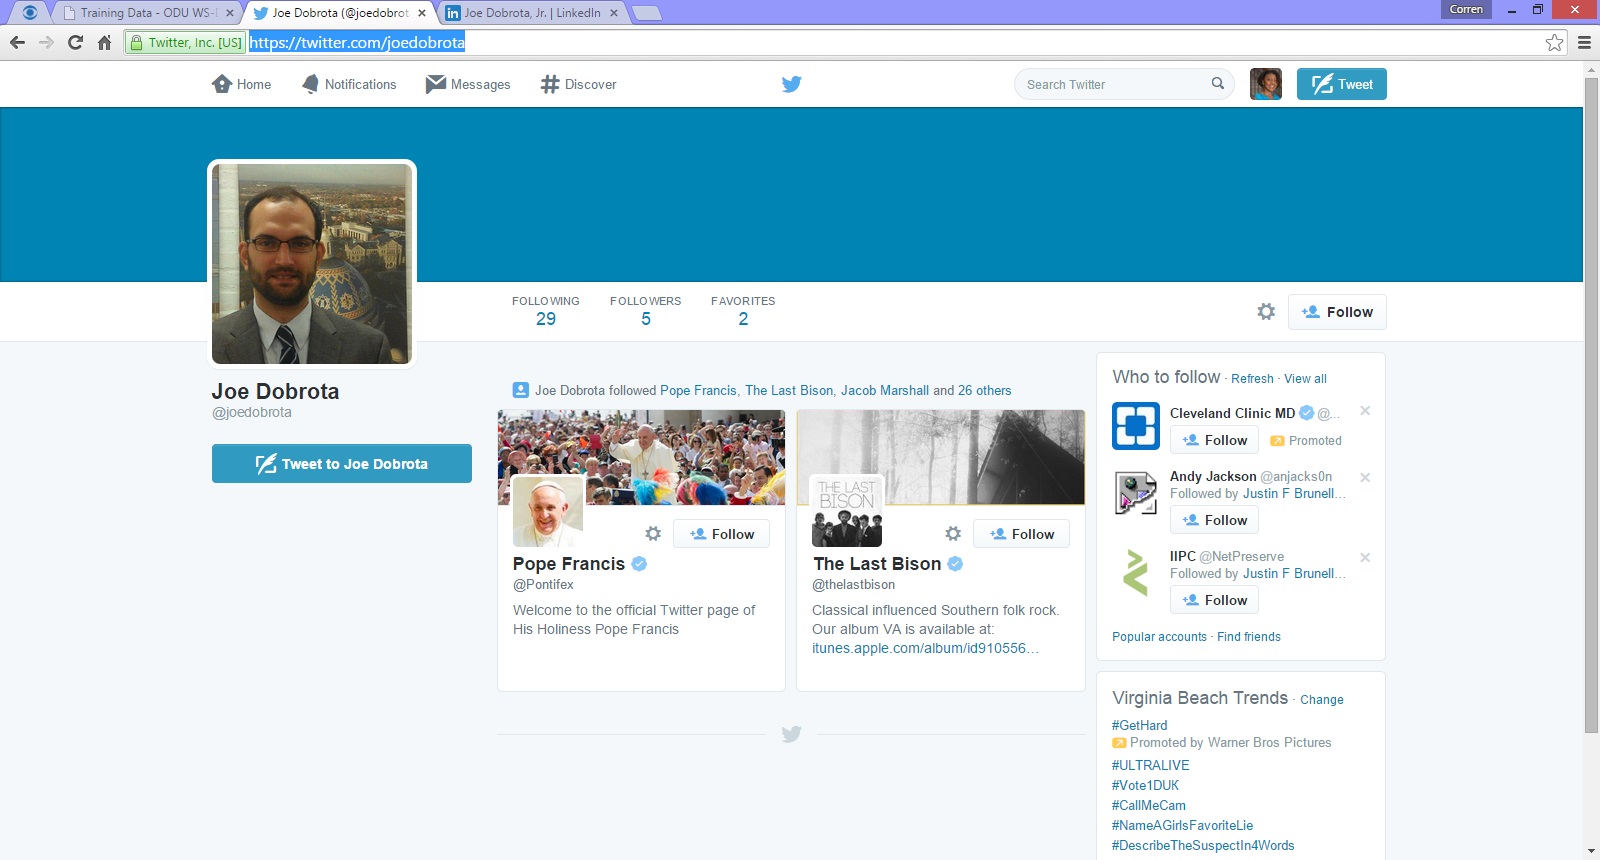 Training Data - ODU WS-
Joe Dobrota (@joedobrot
Joe Dobrota, Jr. | LinkedIn
Corren
Twitter, Inc. [US]
https://twitter.com/joedobrota
Home
Notifications
Messages
Discover
Search Twitter
Tweet
FOLLOWING
29
FOLLOWERS
5
FAVORITES
2
Follow
Joe Dobrota
@joedobrota
Tweet to Joe Dobrota
Joe Dobrota followed Pope Francis, The Last Bison, Jacob Marshall and 26 others
Follow
Pope Francis
@Pontifex
Welcome to the official Twitter page of
His Holiness Pope Francis
THE LAST
BISON
Follow
The Last Bison
@thelastbison
Classical influenced Southern folk rock.
Our album VA is available at:
itunes.apple.com/album/id910556…
Who to follow · Refresh · View all
Cleveland Clinic MD @...
Follow
Promoted
Andy Jackson @anjacks0n
Followed by Justin F Brunell...
Follow
IIPC @NetPreserve
Followed by Justin F Brunell...
Follow
Popular accounts · Find friends
Virginia Beach Trends · Change
#GetHard
Promoted by Warner Bros Pictures
#ULTRALIVE
#Vote1DUK
#CallMeCam
#NameAGirlsFavoriteLie
#DescribeTheSuspectIn4Words